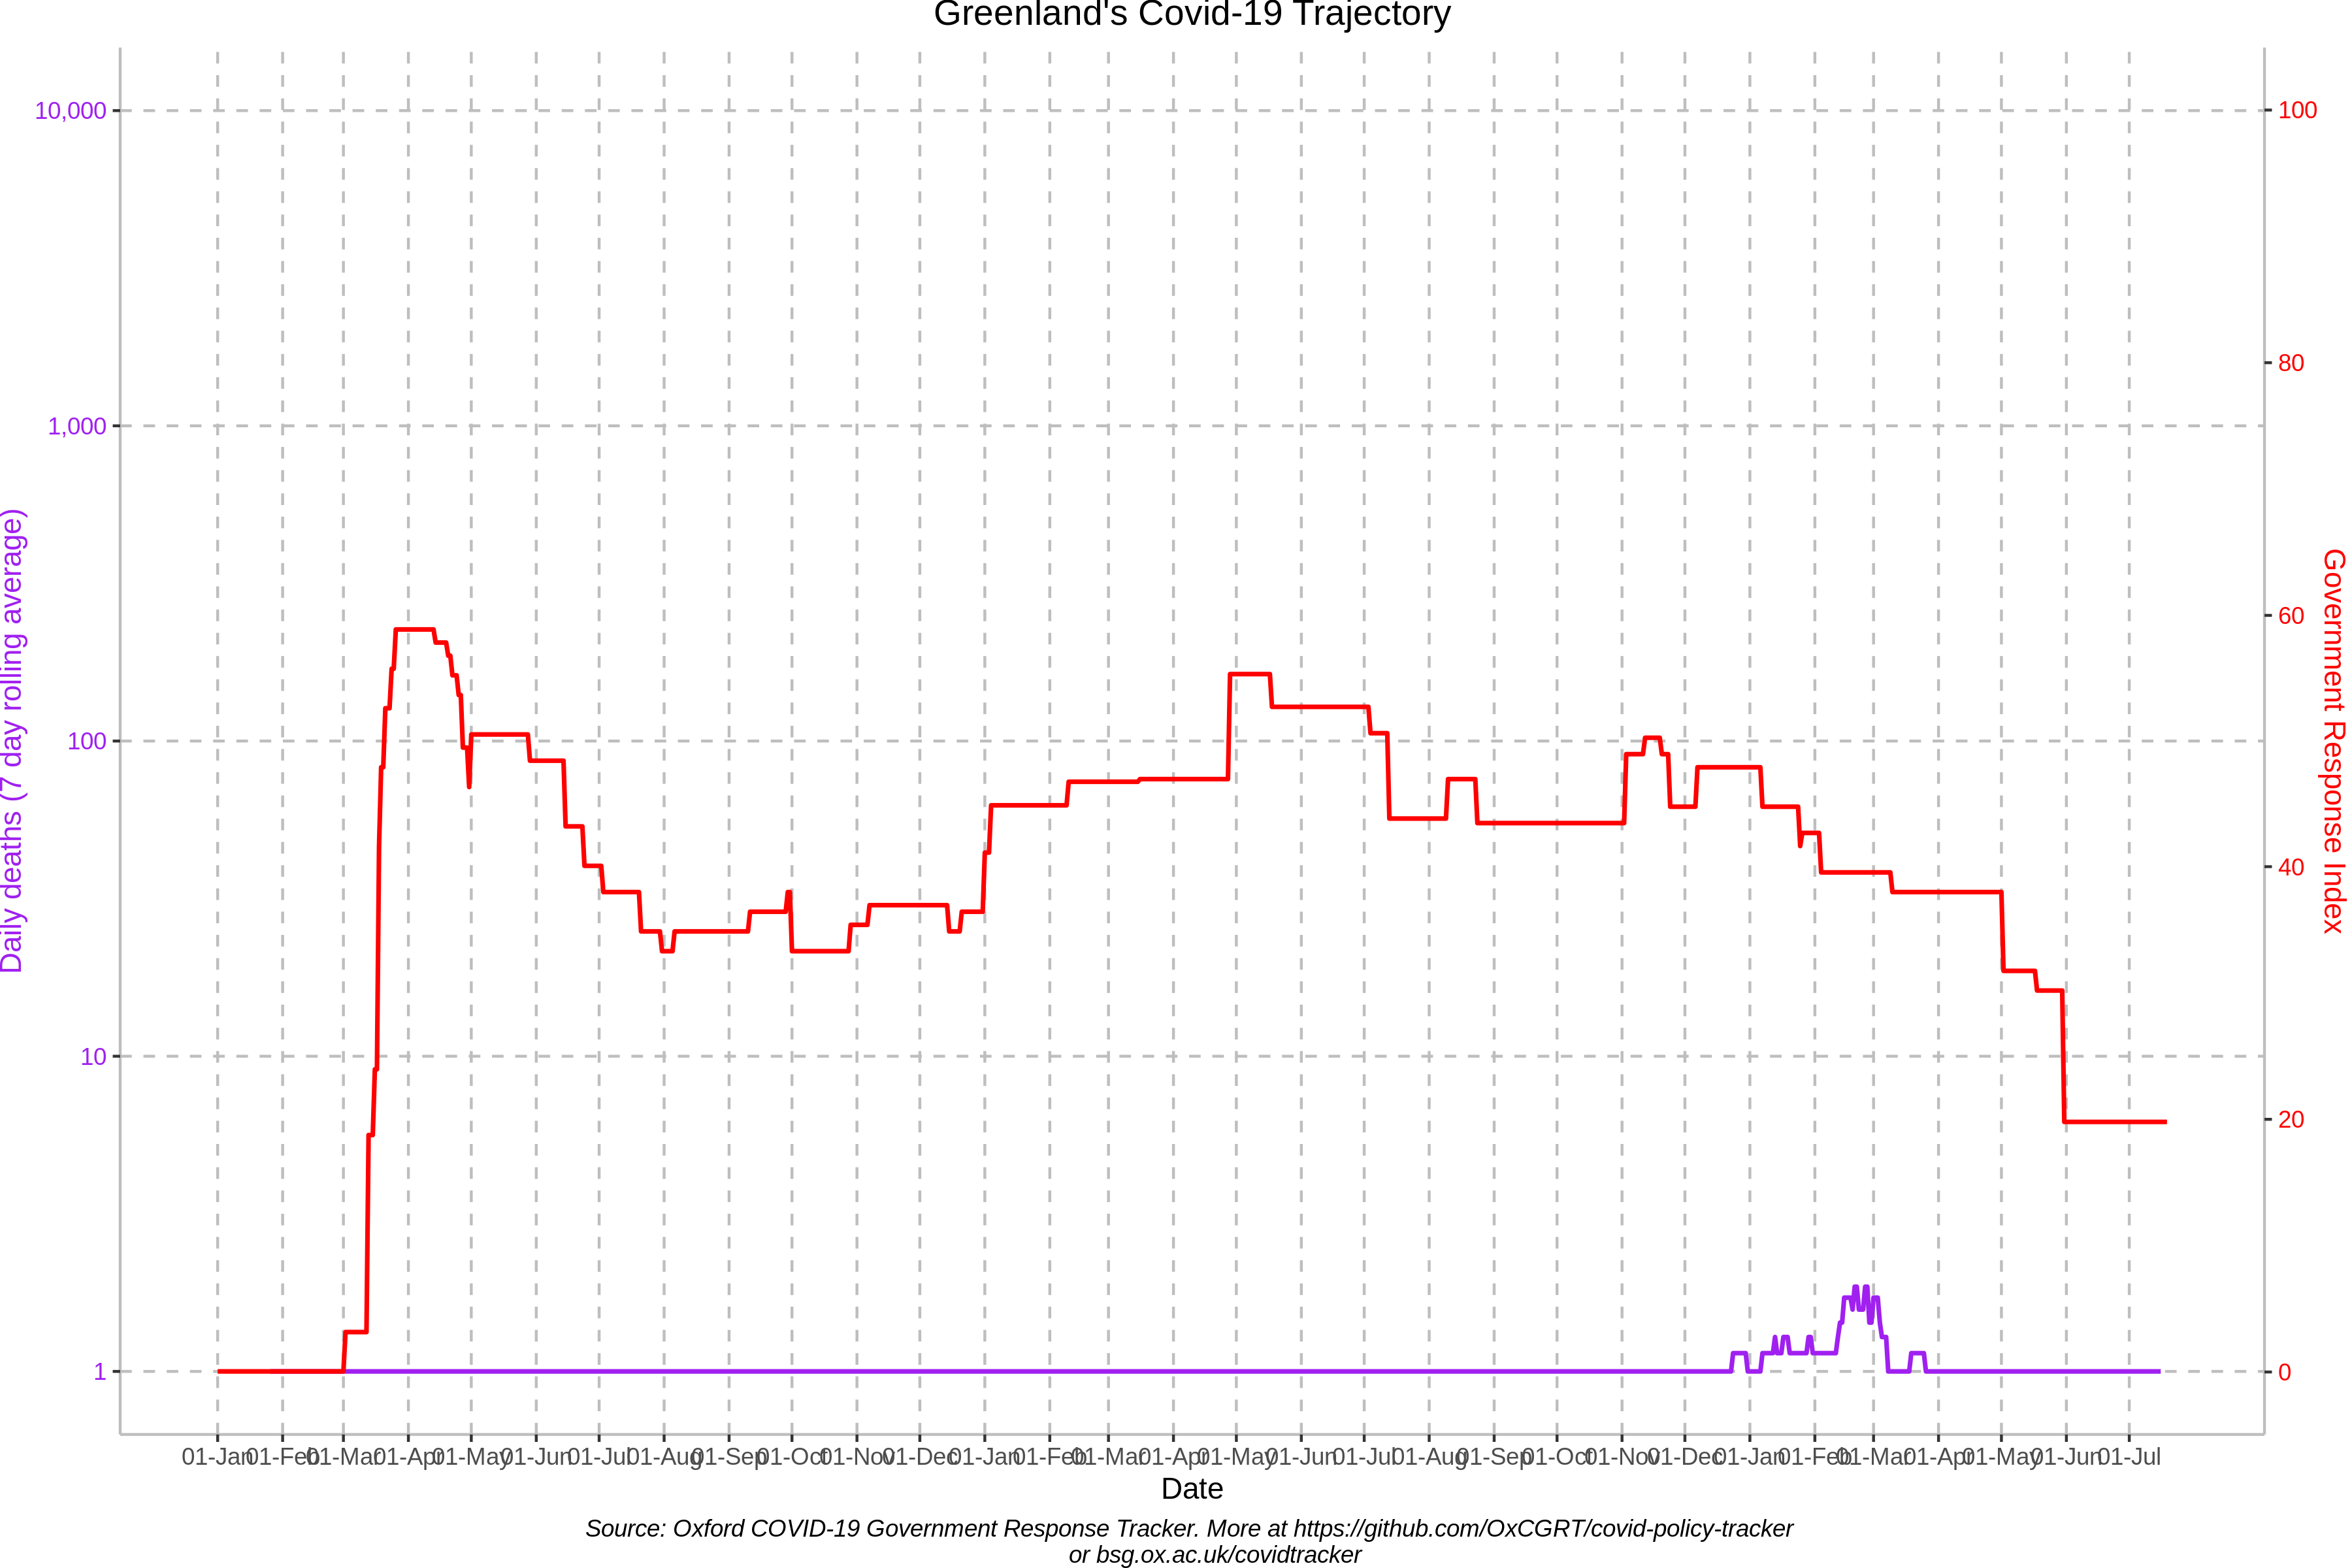 Greenland's Covid-19 Trajectory
10,000
1,000
100
10
1
Daily deaths (7 day rolling average)
100
80
60
40
20
0
Government Response Index
01-Jan 01-Feb 01-Mar 01-Apr 01-May 01-Jun 01-Jul 01-Aug 01-Sep 01-Oct 01-Nov 01-Dec 01-Jan 01-Feb 01-Mar 01-Apr 01-May 01-Jun 01-Jul 01-Aug 01-Sep 01-Oct 01-Nov 01-Dec 01-Jan 01-Feb 01-Mar 01-Apr 01-May 01-Jun 01-Jul
Date
Source: Oxford COVID-19 Government Response Tracker. More at https://github.com/OxCGRT/covid-policy-tracker
or bsg.ox.ac.uk/covidtracker